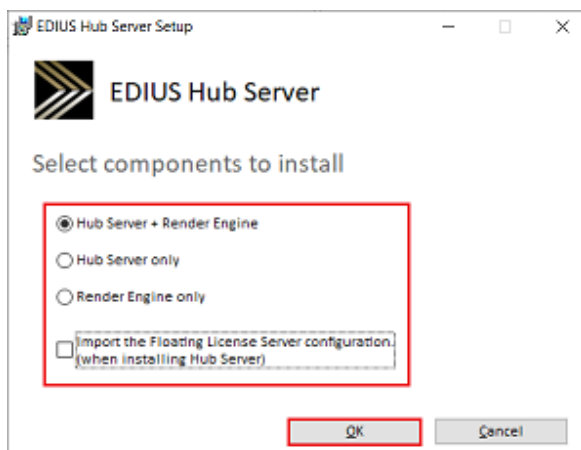 EDIUS Hub Server Setup
EDIUS Hub Server
Select components to install
Hub Server + Render Engine
Hub Server only
Render Engine only
Import the Floating License Server configuration.
(when installing Hub Server)
OK Cancel